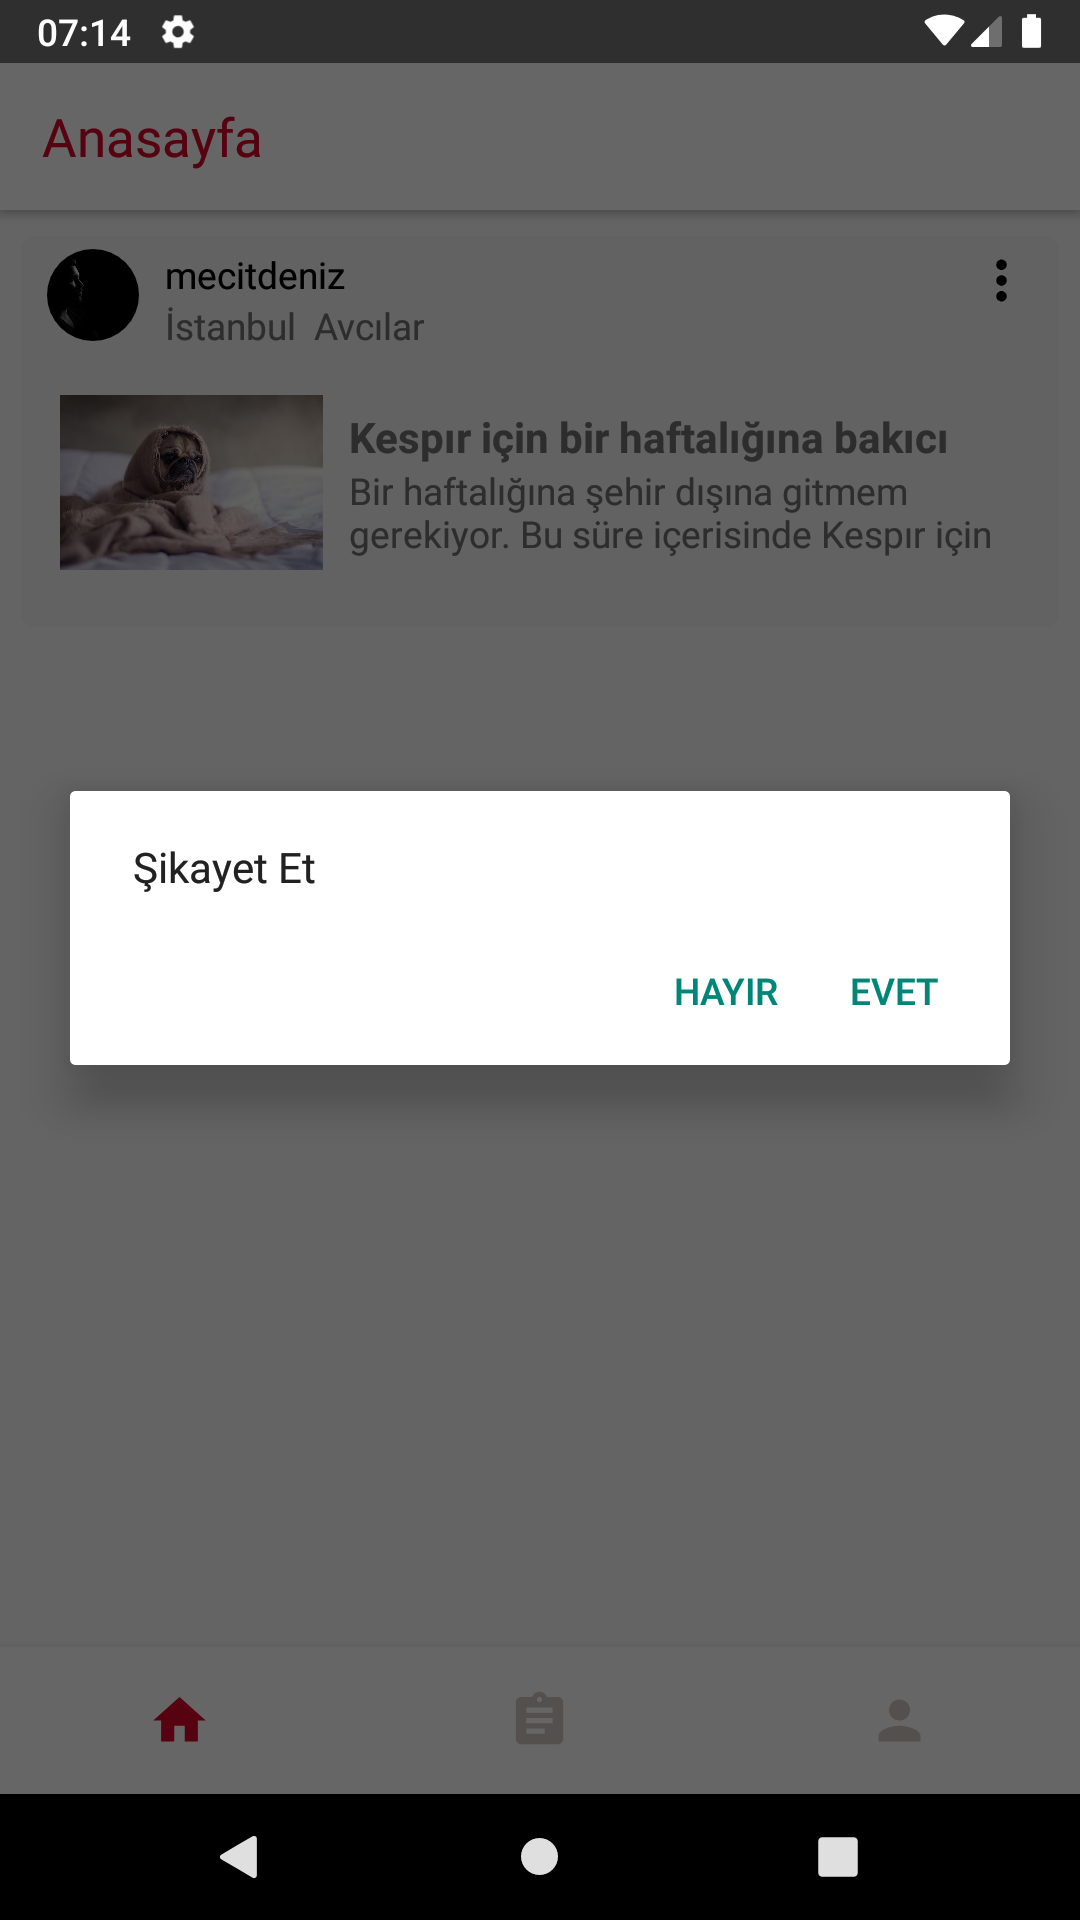 07:14
Anasayfa
mecitdeniz
İstanbul Avcılar
Kespır için bir haftalığına bakıcı
Bir haftalığına şehir dışına gitmem
gerekiyor. Bu süre içerisinde Kespır için
Şikayet Et
HAYIR EVET